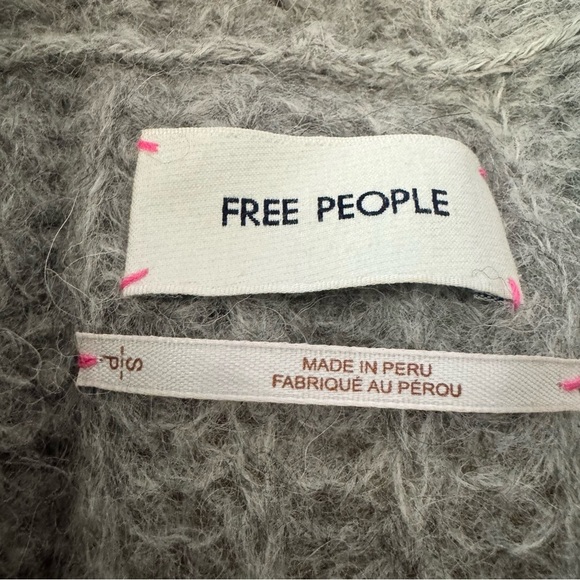 FREE PEOPLE
S/P
MADE IN PERU
FABRIQUÉ AU PÉROU